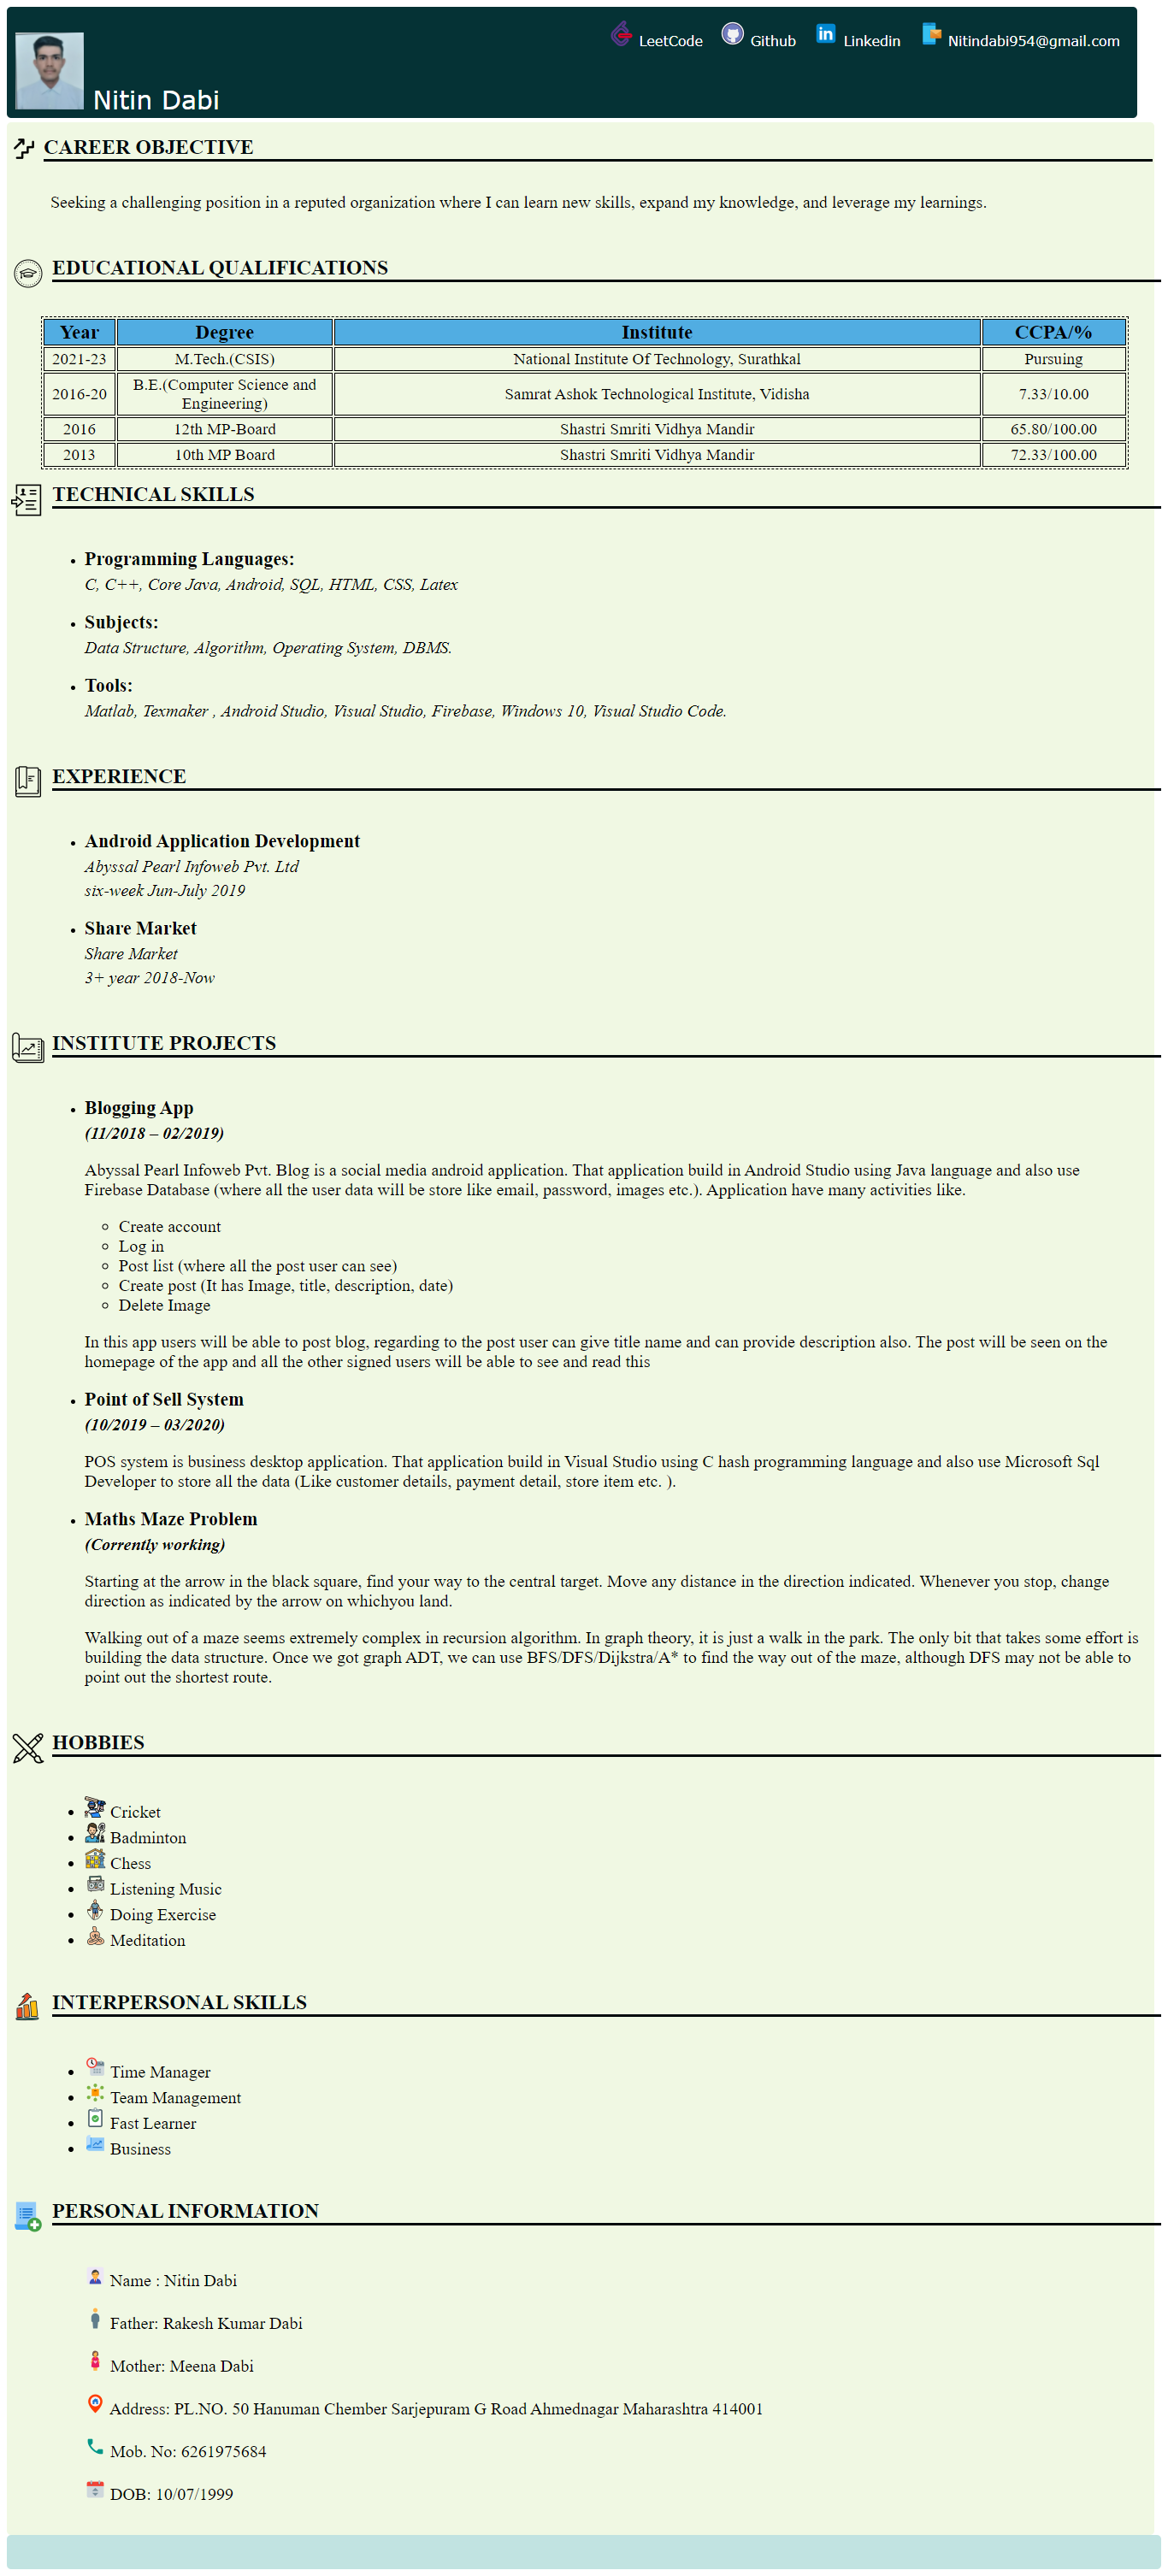 LeetCode Github Linkedin Nitindabi954@gmail.com
Nitin Dabi
CAREER OBJECTIVE
Seeking a challenging position in a reputed organization where I can learn new skills, expand my knowledge, and leverage my learnings.
EDUCATIONAL QUALIFICATIONS
Year Degree Institute CCPA/%
2021-23 M.Tech.(CSIS) National Institute Of Technology, Surathkal Pursuing
2016-20 B.E.(Computer Science and Engineering) Samrat Ashok Technological Institute, Vidisha 7.33/10.00
2016 12th MP-Board Shastri Smriti Vidhya Mandir 65.80/100.00
2013 10th MP Board Shastri Smriti Vidhya Mandir 72.33/100.00
TECHNICAL SKILLS
• Programming Languages:
C, C++, Core Java, Android, SQL, HTML, CSS, Latex
• Subjects:
Data Structure, Algorithm, Operating System, DBMS.
• Tools:
Matlab, Texmaker , Android Studio, Visual Studio, Firebase, Windows 10, Visual Studio Code.
EXPERIENCE
• Android Application Development
Abyssal Pearl Infoweb Pvt. Ltd
six-week Jun-July 2019
• Share Market
Share Market
3+ year 2018-Now
INSTITUTE PROJECTS
• Blogging App
(11/2018 – 02/2019)
Abyssal Pearl Infoweb Pvt. Blog is a social media android application. That application build in Android Studio using Java language and also use
Firebase Database (where all the user data will be store like email, password, images etc.). Application have many activities like.
○ Create account
○ Log in
○ Post list (where all the post user can see)
○ Create post (It has Image, title, description, date)
○ Delete Image
In this app users will be able to post blog, regarding to the post user can give title name and can provide description also. The post will be seen on the
homepage of the app and all the other signed users will be able to see and read this
• Point of Sell System
(10/2019 – 03/2020)
POS system is business desktop application. That application build in Visual Studio using C hash programming language and also use Microsoft Sql
Developer to store all the data (Like customer details, payment detail, store item etc. ).
• Maths Maze Problem
(Corrently working)
Starting at the arrow in the black square, find your way to the central target. Move any distance in the direction indicated. Whenever you stop, change
direction as indicated by the arrow on whichyou land.
Walking out of a maze seems extremely complex in recursion algorithm. In graph theory, it is just a walk in the park. The only bit that takes some effort is
building the data structure. Once we got graph ADT, we can use BFS/DFS/Dijkstra/A* to find the way out of the maze, although DFS may not be able to
point out the shortest route.
HOBBIES
• Cricket
• Badminton
• Chess
• Listening Music
• Doing Exercise
• Meditation
INTERPERSONAL SKILLS
• Time Manager
• Team Management
• Fast Learner
• Business
PERSONAL INFORMATION
Name : Nitin Dabi
Father: Rakesh Kumar Dabi
Mother: Meena Dabi
Address: PL.NO. 50 Hanuman Chember Sarjepuram G Road Ahmednagar Maharashtra 414001
Mob. No: 6261975684
DOB: 10/07/1999